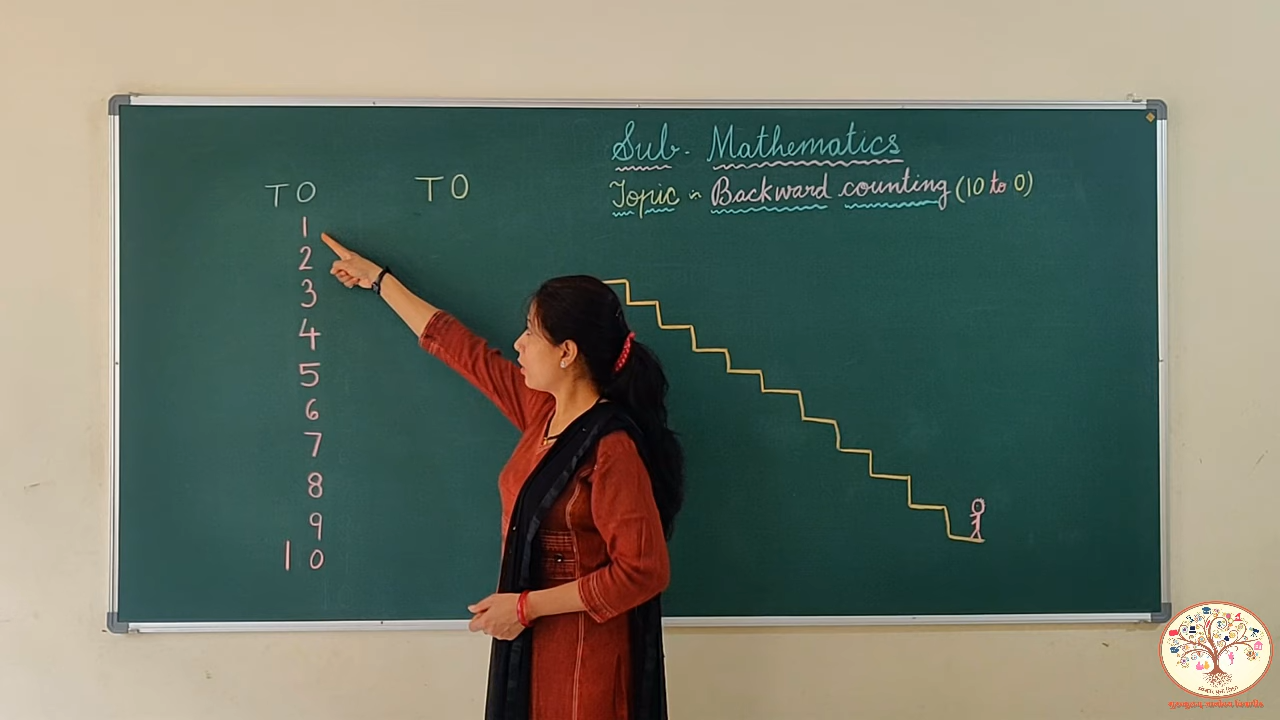 Sub- Mathematics
Topic :- Backward counting (10 to 0)
T O
T O
1
2
3
4
5
6
7
8
9
1 0